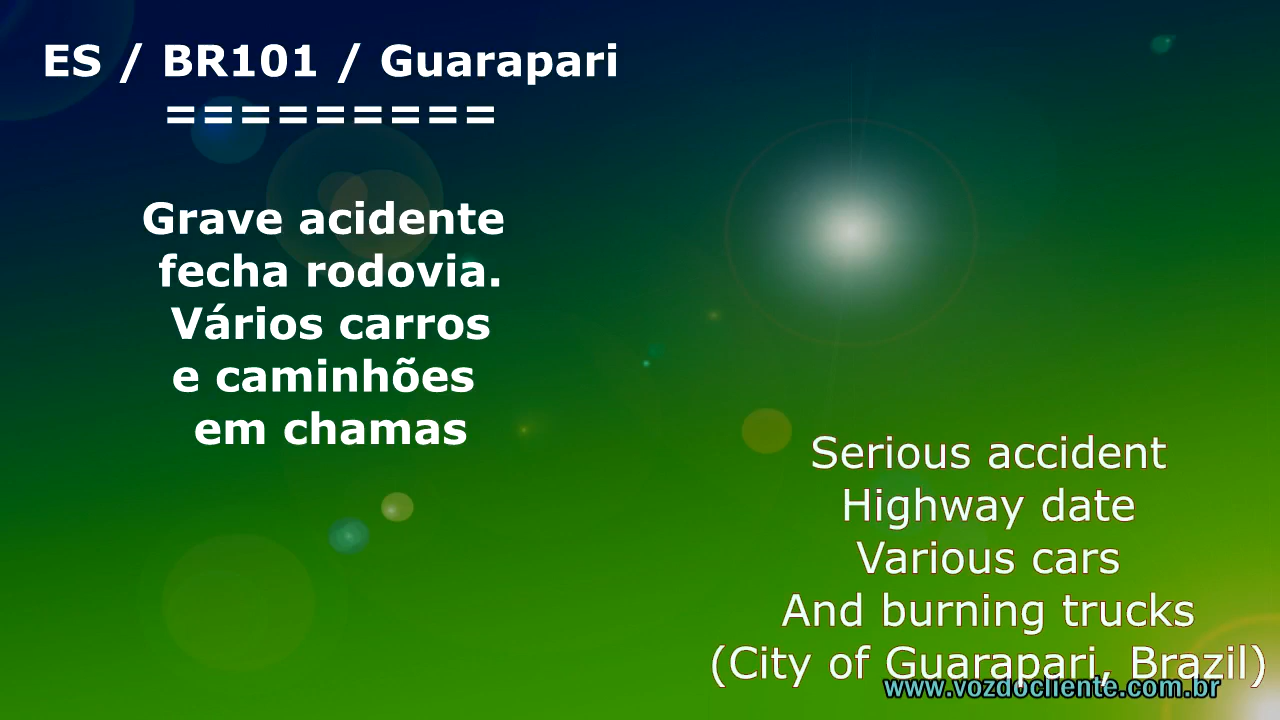 ES / BR101 / Guarapari
=========
Grave acidente
fecha rodovia.
Vários carros
e caminhões
em chamas
Serious accident
Highway date
Various cars
And burning trucks
(City of Guarapari, Brazil)
www.vozdocliente.com.br